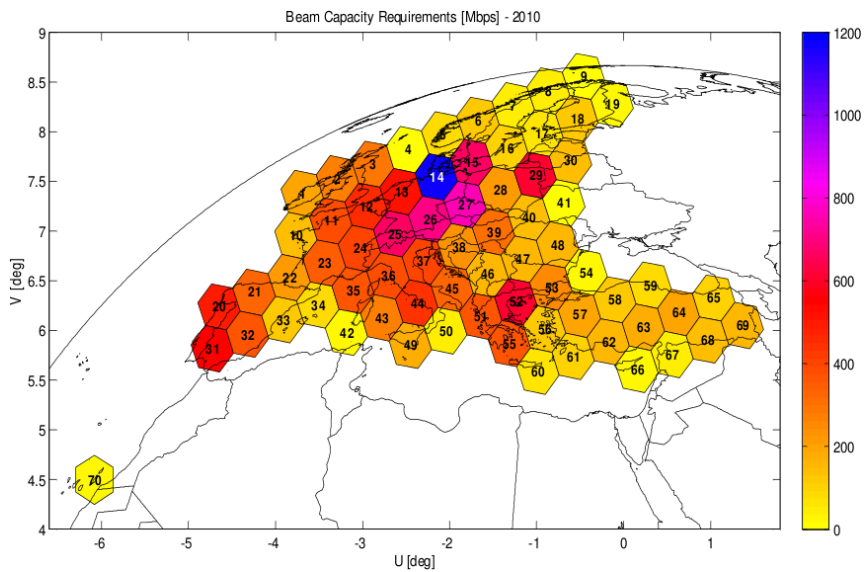 Beam Capacity Requirements [Mbps] - 2010
9
8.5
8
7.5
7
6.5
6
5.5
5
4.5
4
V [deg]
-6 -5 -4 -3 -2 -1 0 1
U [deg]
1200
1000
800
600
400
200
0
9
8 19
7 18
6 17
5 16 30
4 15 29 41
3 14 28 40
2 13 27 39 48
1 12 26 38 47 54
11 25 37 46 53 59 65
10 24 36 45 52 58 64 69
23 35 44 51 57 63 68
22 34 43 50 56 62 67
21 33 42 49 55 61 66
20 32 60
31
70